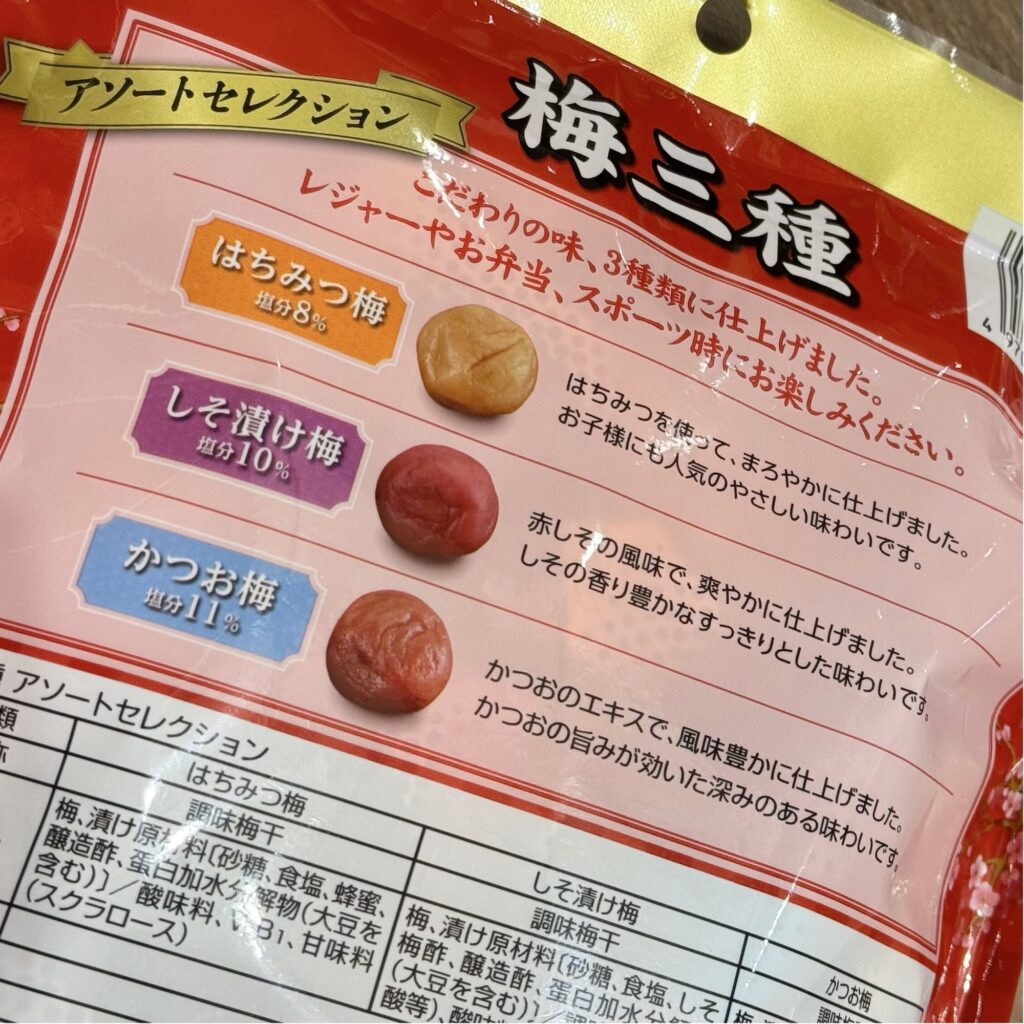 アソートセレクション
梅三種
こだわりの味、3種類に仕上げました。
レジャーやお弁当、スポーツ時にお楽しみください。
はちみつ梅
塩分8%
はちみつを使って、まろやかに仕上げました。
お子様にも人気のやさしい味わいです。
しそ漬け梅
塩分10%
赤しその風味で、爽やかに仕上げました。
しその香り豊かなすっきりとした味わいです。
かつお梅
塩分11%
かつおのエキスで、風味豊かに仕上げました。
かつおの旨みが効いた深みのある味わいです。
アソートセレクション
類
はちみつ梅
しそ漬け梅
かつお梅
称
調味梅干
調味梅干
調味梅
梅、漬け原材料〔砂糖、食塩、蜂蜜、
醸造酢、蛋白加水分解物(大豆を
含む)〕／酸味料、V.B1、甘味料
(スクラロース)
梅、漬け原材料〔砂糖、食塩、しそ
梅酢、醸造酢、蛋白加水分解物
(大豆を含む)〕
酸等)、酸味料
梅
4